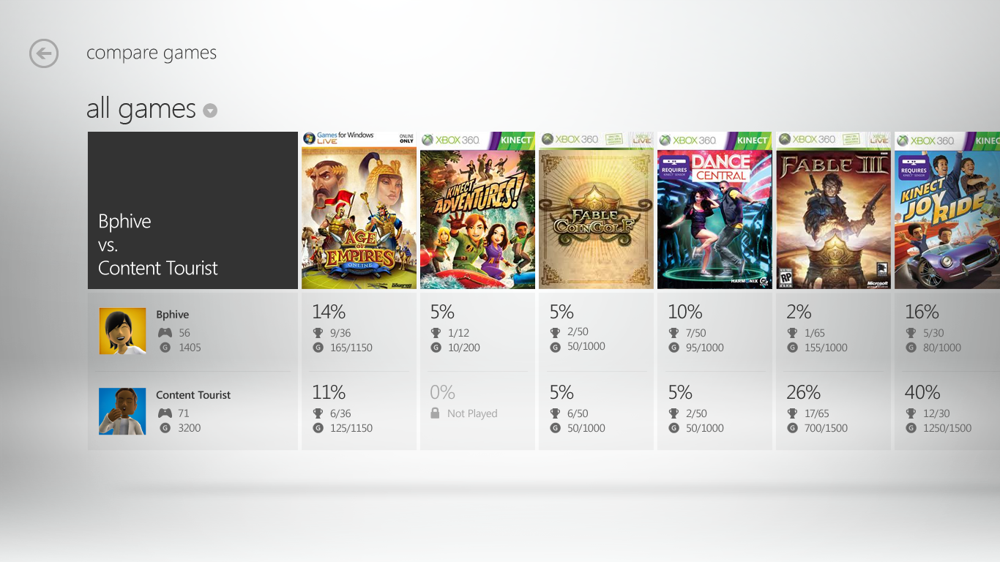 compare games
all games
Bphive
vs.
Content Tourist
Games for Windows
LIVE
ONLINE
ONLY
AGE
OF
EMPIRES
ONLINE
XBOX 360
KINECT
KINECT
ADVENTURES!
XBOX 360
XBOX
LIVE
FABLE
COIN GOLF
XBOX 360
KINECT
REQUIRES
KINECT SENSOR
DANCE
CENTRAL
HARMONIX
XBOX 360
LIVE
FABLE III
RP
Microsoft
XBOX 360
KINEC
REQUIRES
KINECT SENSOR
KINECT
JOY RIDE
Bphive
56
G 1405
14%
9/36
G 165/1150
5%
1/12
G 10/200
5%
2/50
G 50/1000
10%
7/50
G 95/1000
2%
1/65
G 155/1000
16%
5/30
G 80/1000
Content Tourist
71
G 3200
11%
6/36
G 125/1150
0%
Not Played
5%
6/50
G 50/1000
5%
2/50
G 50/1000
26%
17/65
G 700/1500
40%
12/30
G 1250/1500